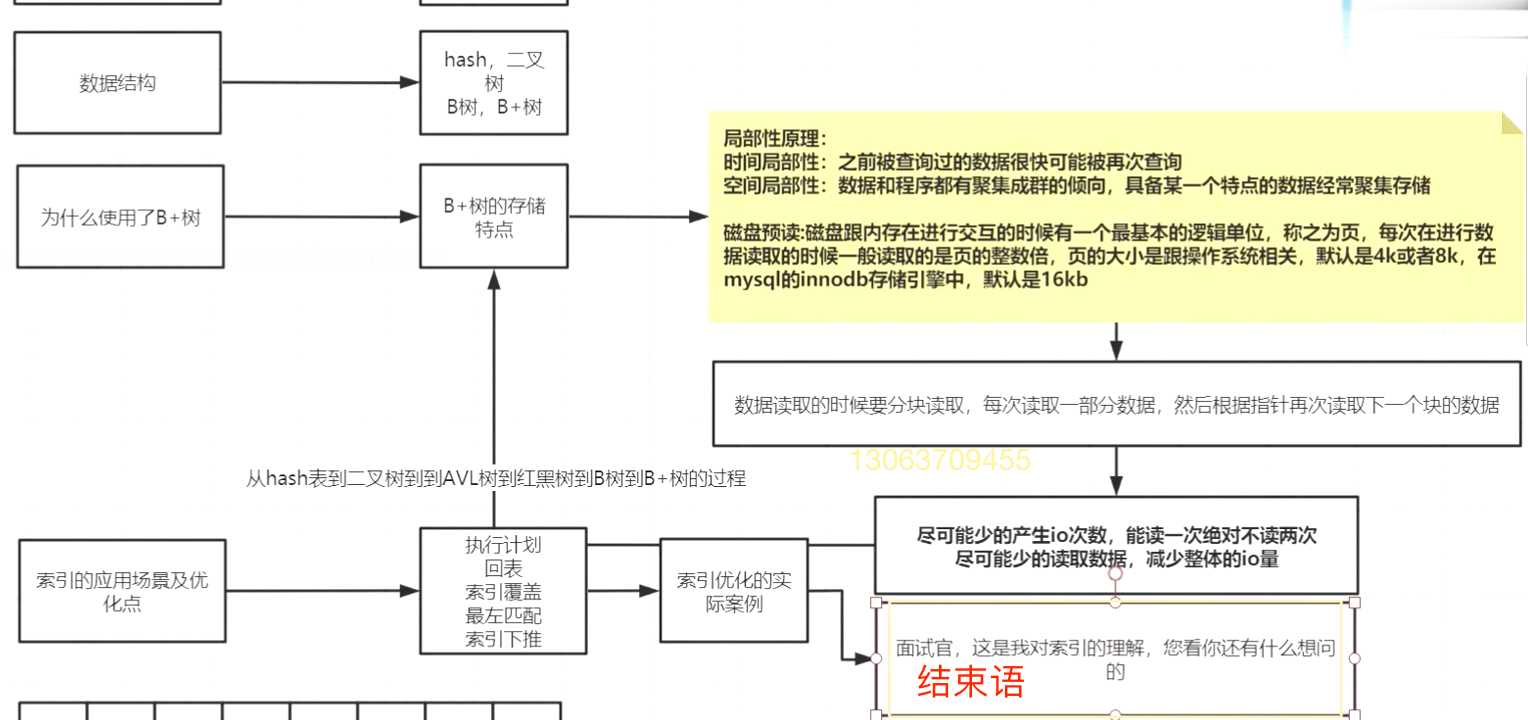 数据结构
hash，二叉
树
B树，B+树
为什么使用了B+树
B+树的存储
特点
局部性原理：
时间局部性：之前被查询过的数据很快可能被再次查询
空间局部性：数据和程序都有聚集成群的倾向，具备某一个特点的数据经常聚集存储
磁盘预读:磁盘跟内存在进行交互的时候有一个最基本的逻辑单位，称之为页，每次在进行数
据读取的时候一般读取的是页的整数倍，页的大小是跟操作系统相关，默认是4k或者8k，在
mysql的innodb存储引擎中，默认是16kb
数据读取的时候要分块读取，每次读取一部分数据，然后根据指针再次读取下一个块的数据
13063709455
从hash表到二叉树到到AVL树到红黑树到B树到B+树的过程
尽可能少的产生io次数，能读一次绝对不读两次
尽可能少的读取数据，减少整体的io量
索引的应用场景及优
化点
执行计划
回表
索引覆盖
最左匹配
索引下推
索引优化的实
际案例
面试官，这是我对索引的理解，您看你还有什么想问
的
结束语